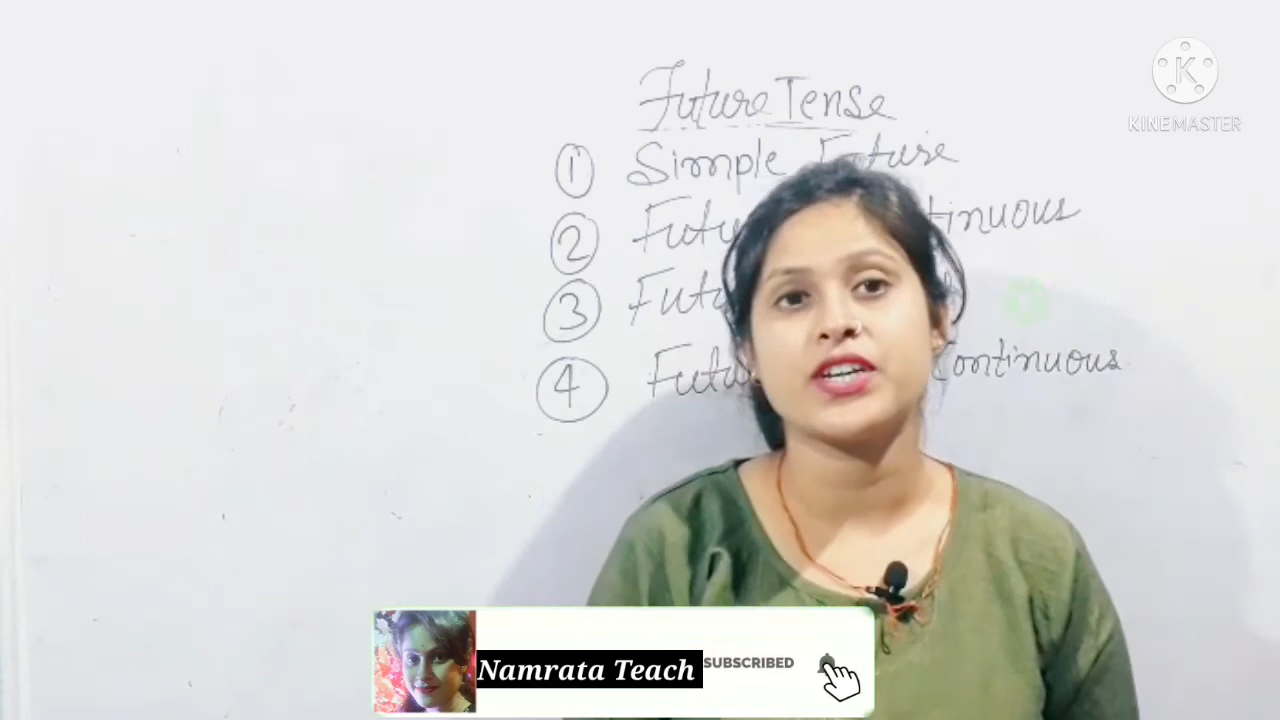 Future Tense
KINEMASTER
1 Simple Future
2 Futu tinuous
3 Futu
4 Futu Continuous
Namrata Teach SUBSCRIBED